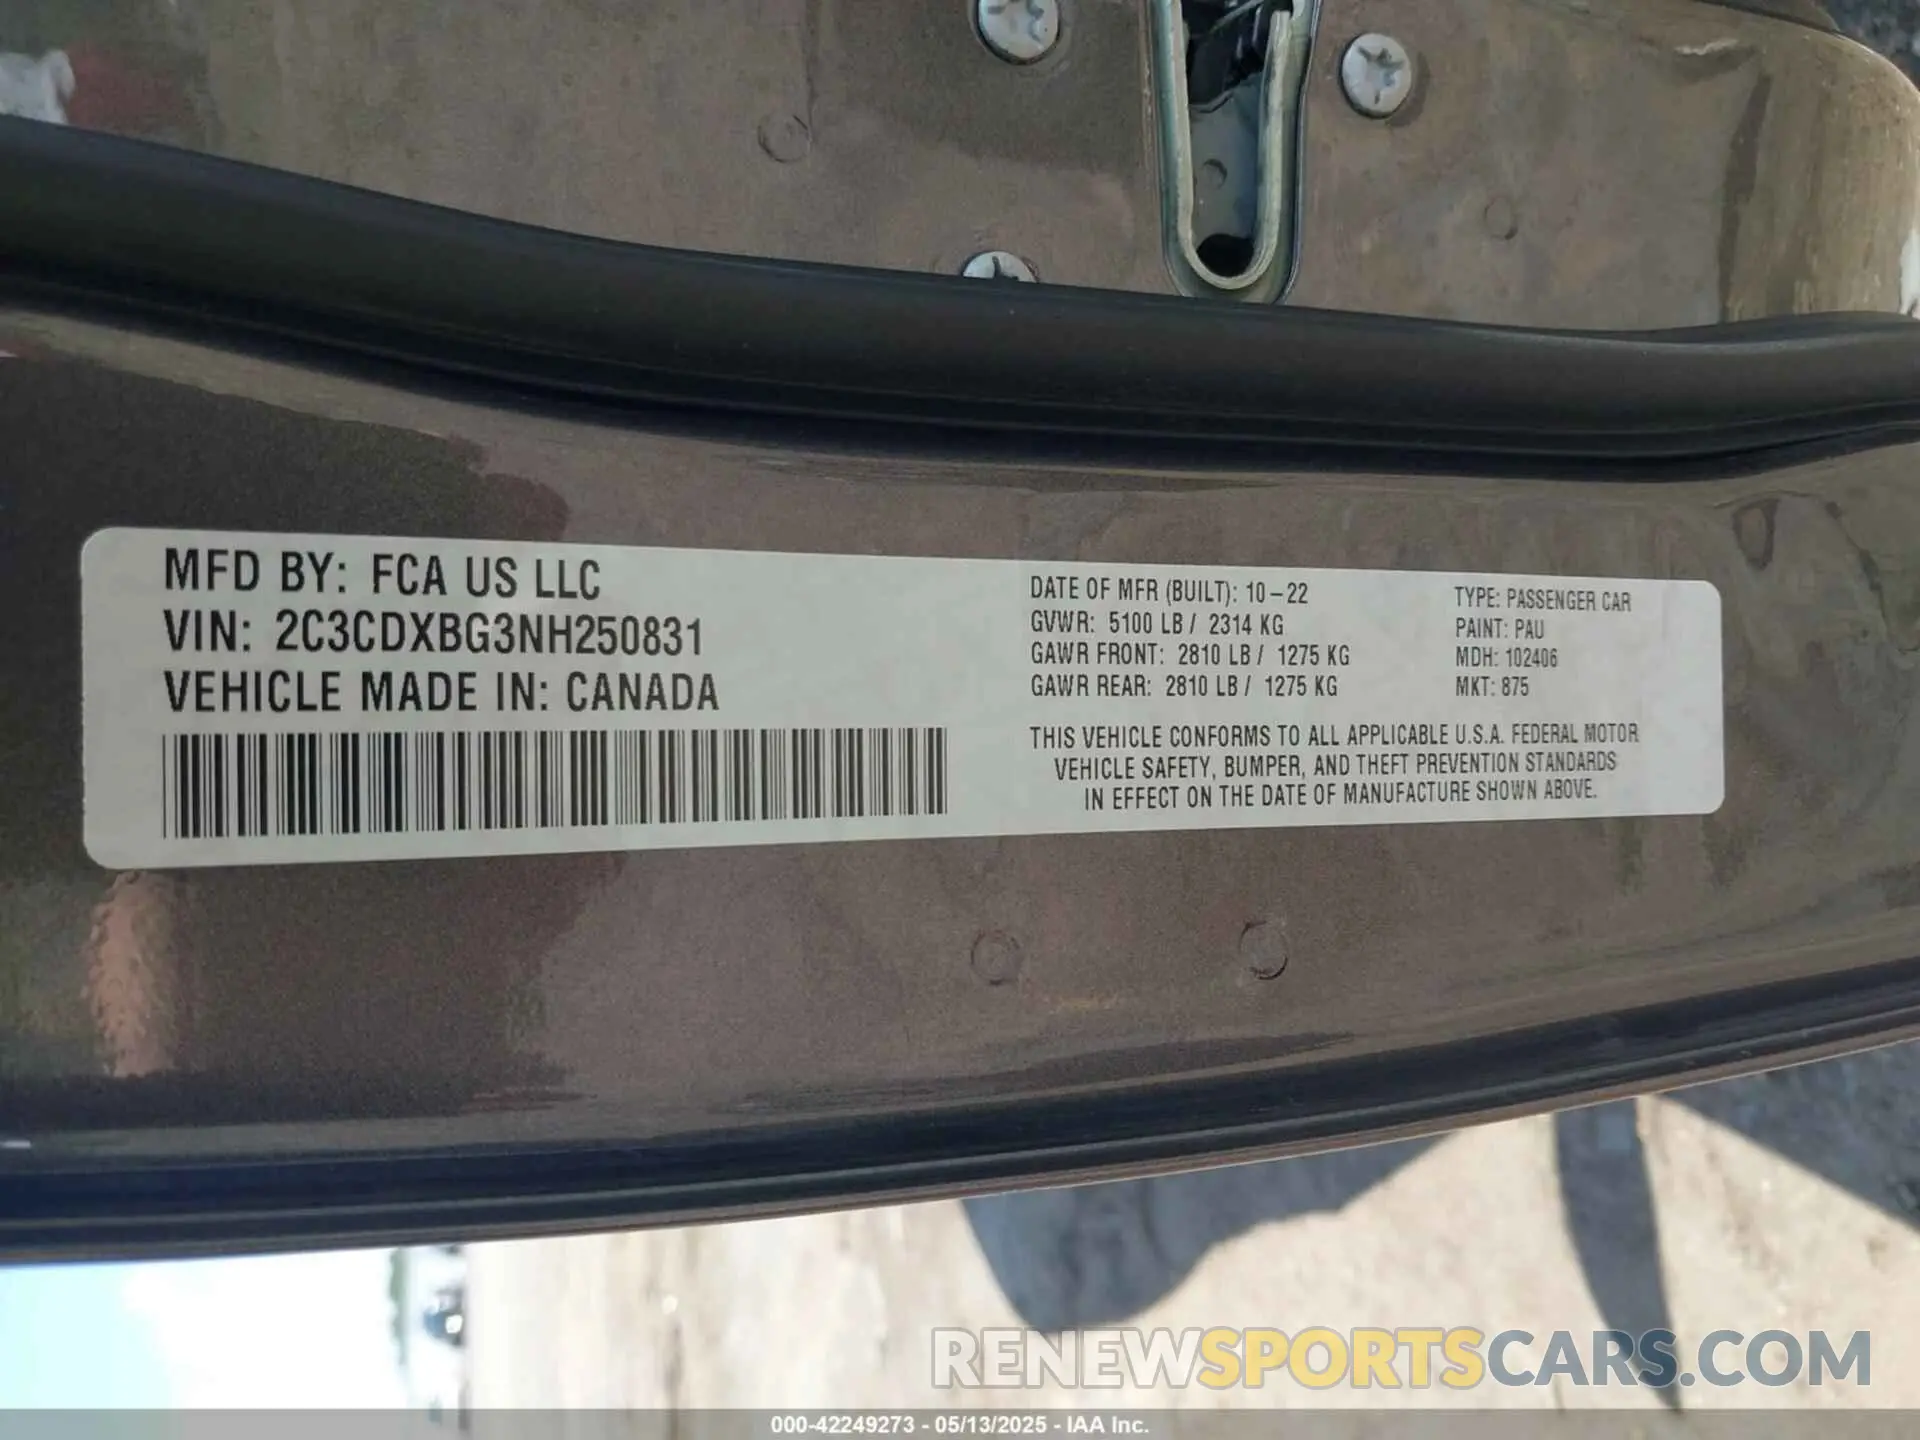 MFD BY: FCA US LLC
VIN: 2C3CDXBG3NH250831
VEHICLE MADE IN: CANADA
DATE OF MFR (BUILT): 10-22
GVWR: 5100 LB / 2314 KG
GAWR FRONT: 2810 LB / 1275 KG
GAWR REAR: 2810 LB / 1275 KG
TYPE: PASSENGER CAR
PAINT: PAU
MDH: 102406
MKT: 875
THIS VEHICLE CONFORMS TO ALL APPLICABLE U.S.A. FEDERAL MOTOR
VEHICLE SAFETY, BUMPER, AND THEFT PREVENTION STANDARDS
IN EFFECT ON THE DATE OF MANUFACTURE SHOWN ABOVE.
RENEWSPORTSCARS.COM
000-42249273 - 05/13/2025 - IAA Inc.